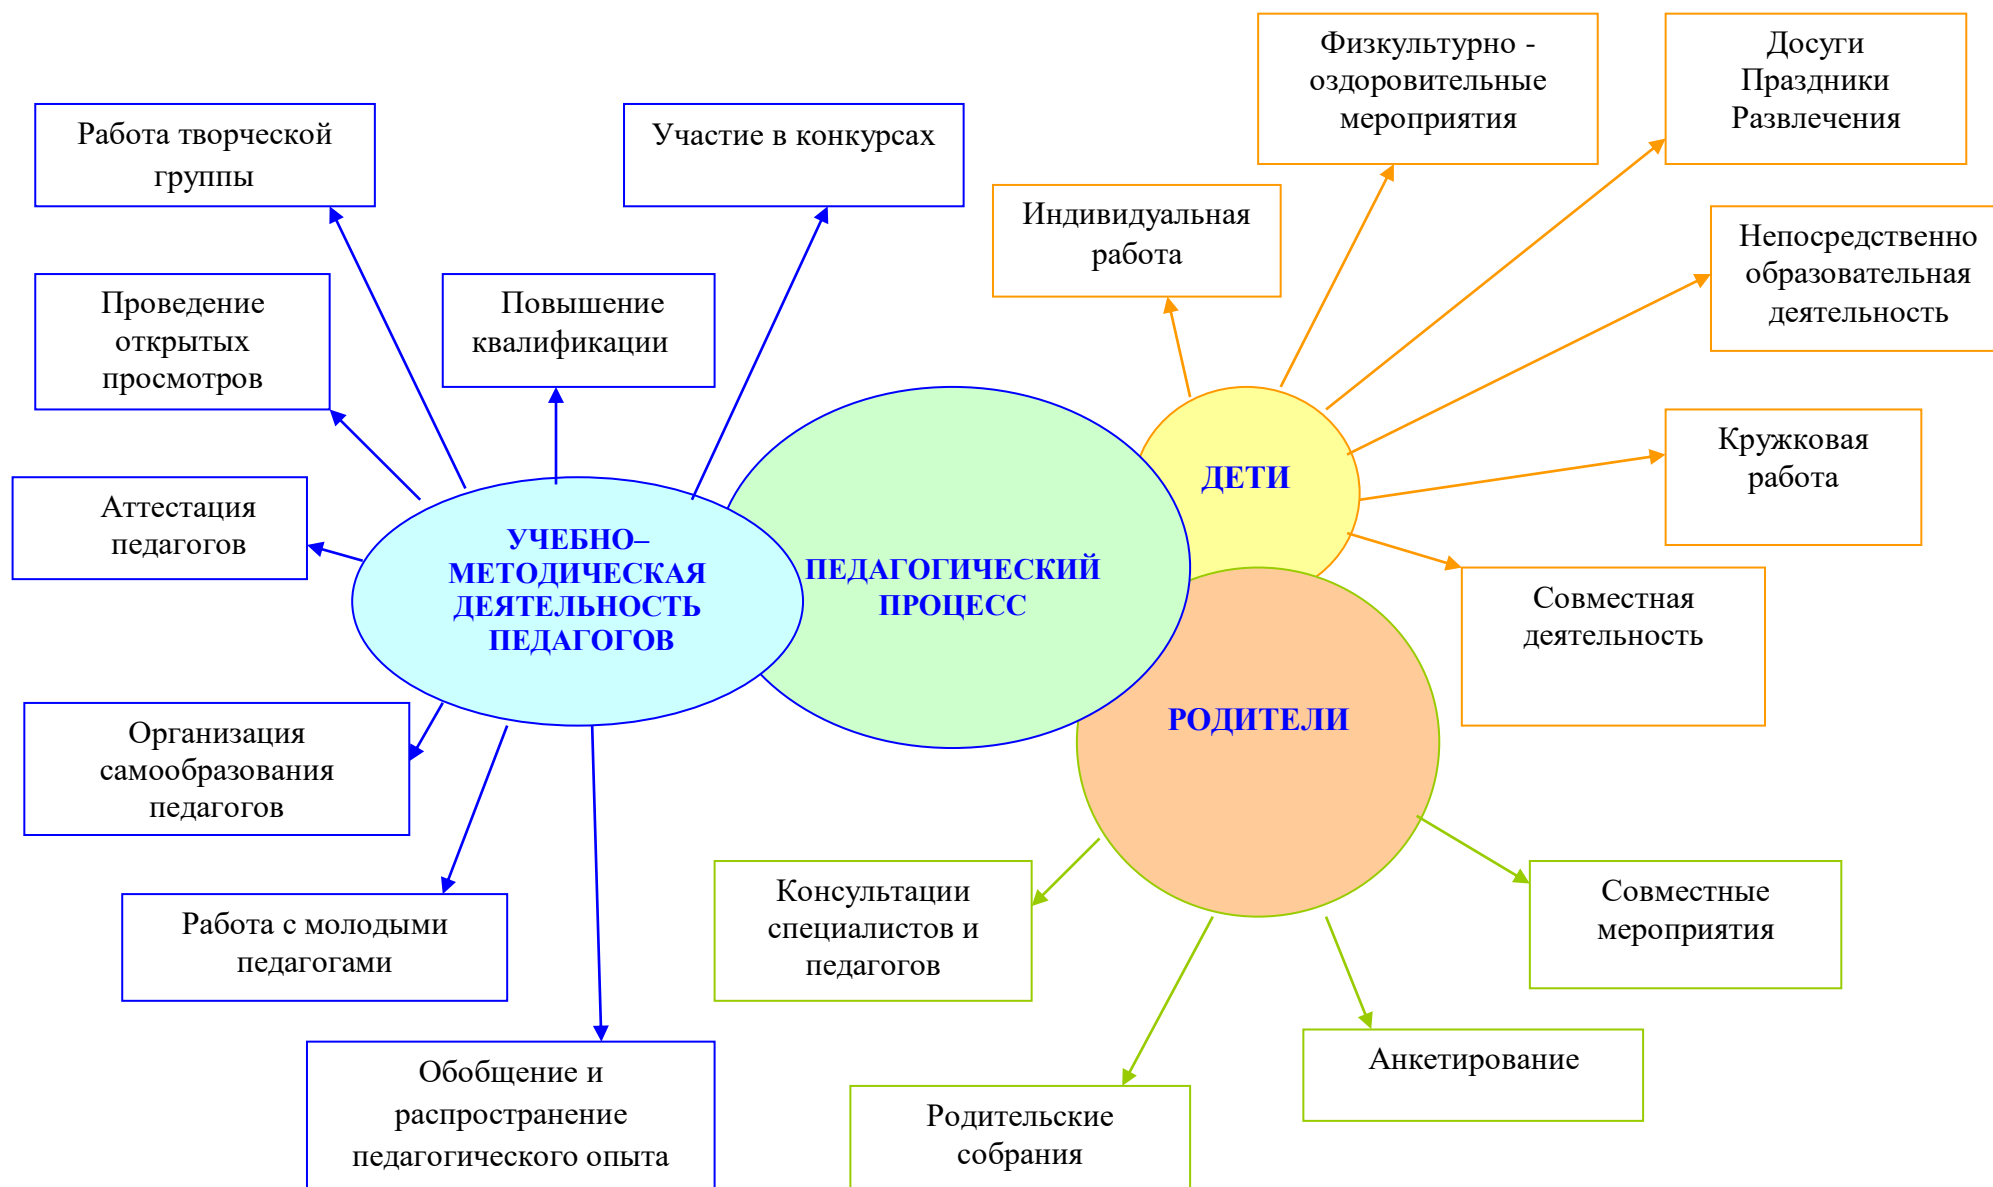 Физкультурно -
оздоровительные
мероприятия
Досуги
Праздники
Развлечения
Работа творческой
группы
Участие в конкурсах
Индивидуальная
работа
Непосредственно
образовательная
деятельность
Проведение
открытых
просмотров
Повышение
квалификации
Кружковая
работа
ДЕТИ
Аттестация
педагогов
УЧЕБНО–
МЕТОДИЧЕСКАЯ
ДЕЯТЕЛЬНОСТЬ
ПЕДАГОГОВ
ПЕДАГОГИЧЕСКИЙ
ПРОЦЕСС
Совместная
деятельность
РОДИТЕЛИ
Организация
самообразования
педагогов
Консультации
специалистов и
педагогов
Совместные
мероприятия
Работа с молодыми
педагогами
Анкетирование
Обобщение и
распространение
педагогического опыта
Родительские
собрания